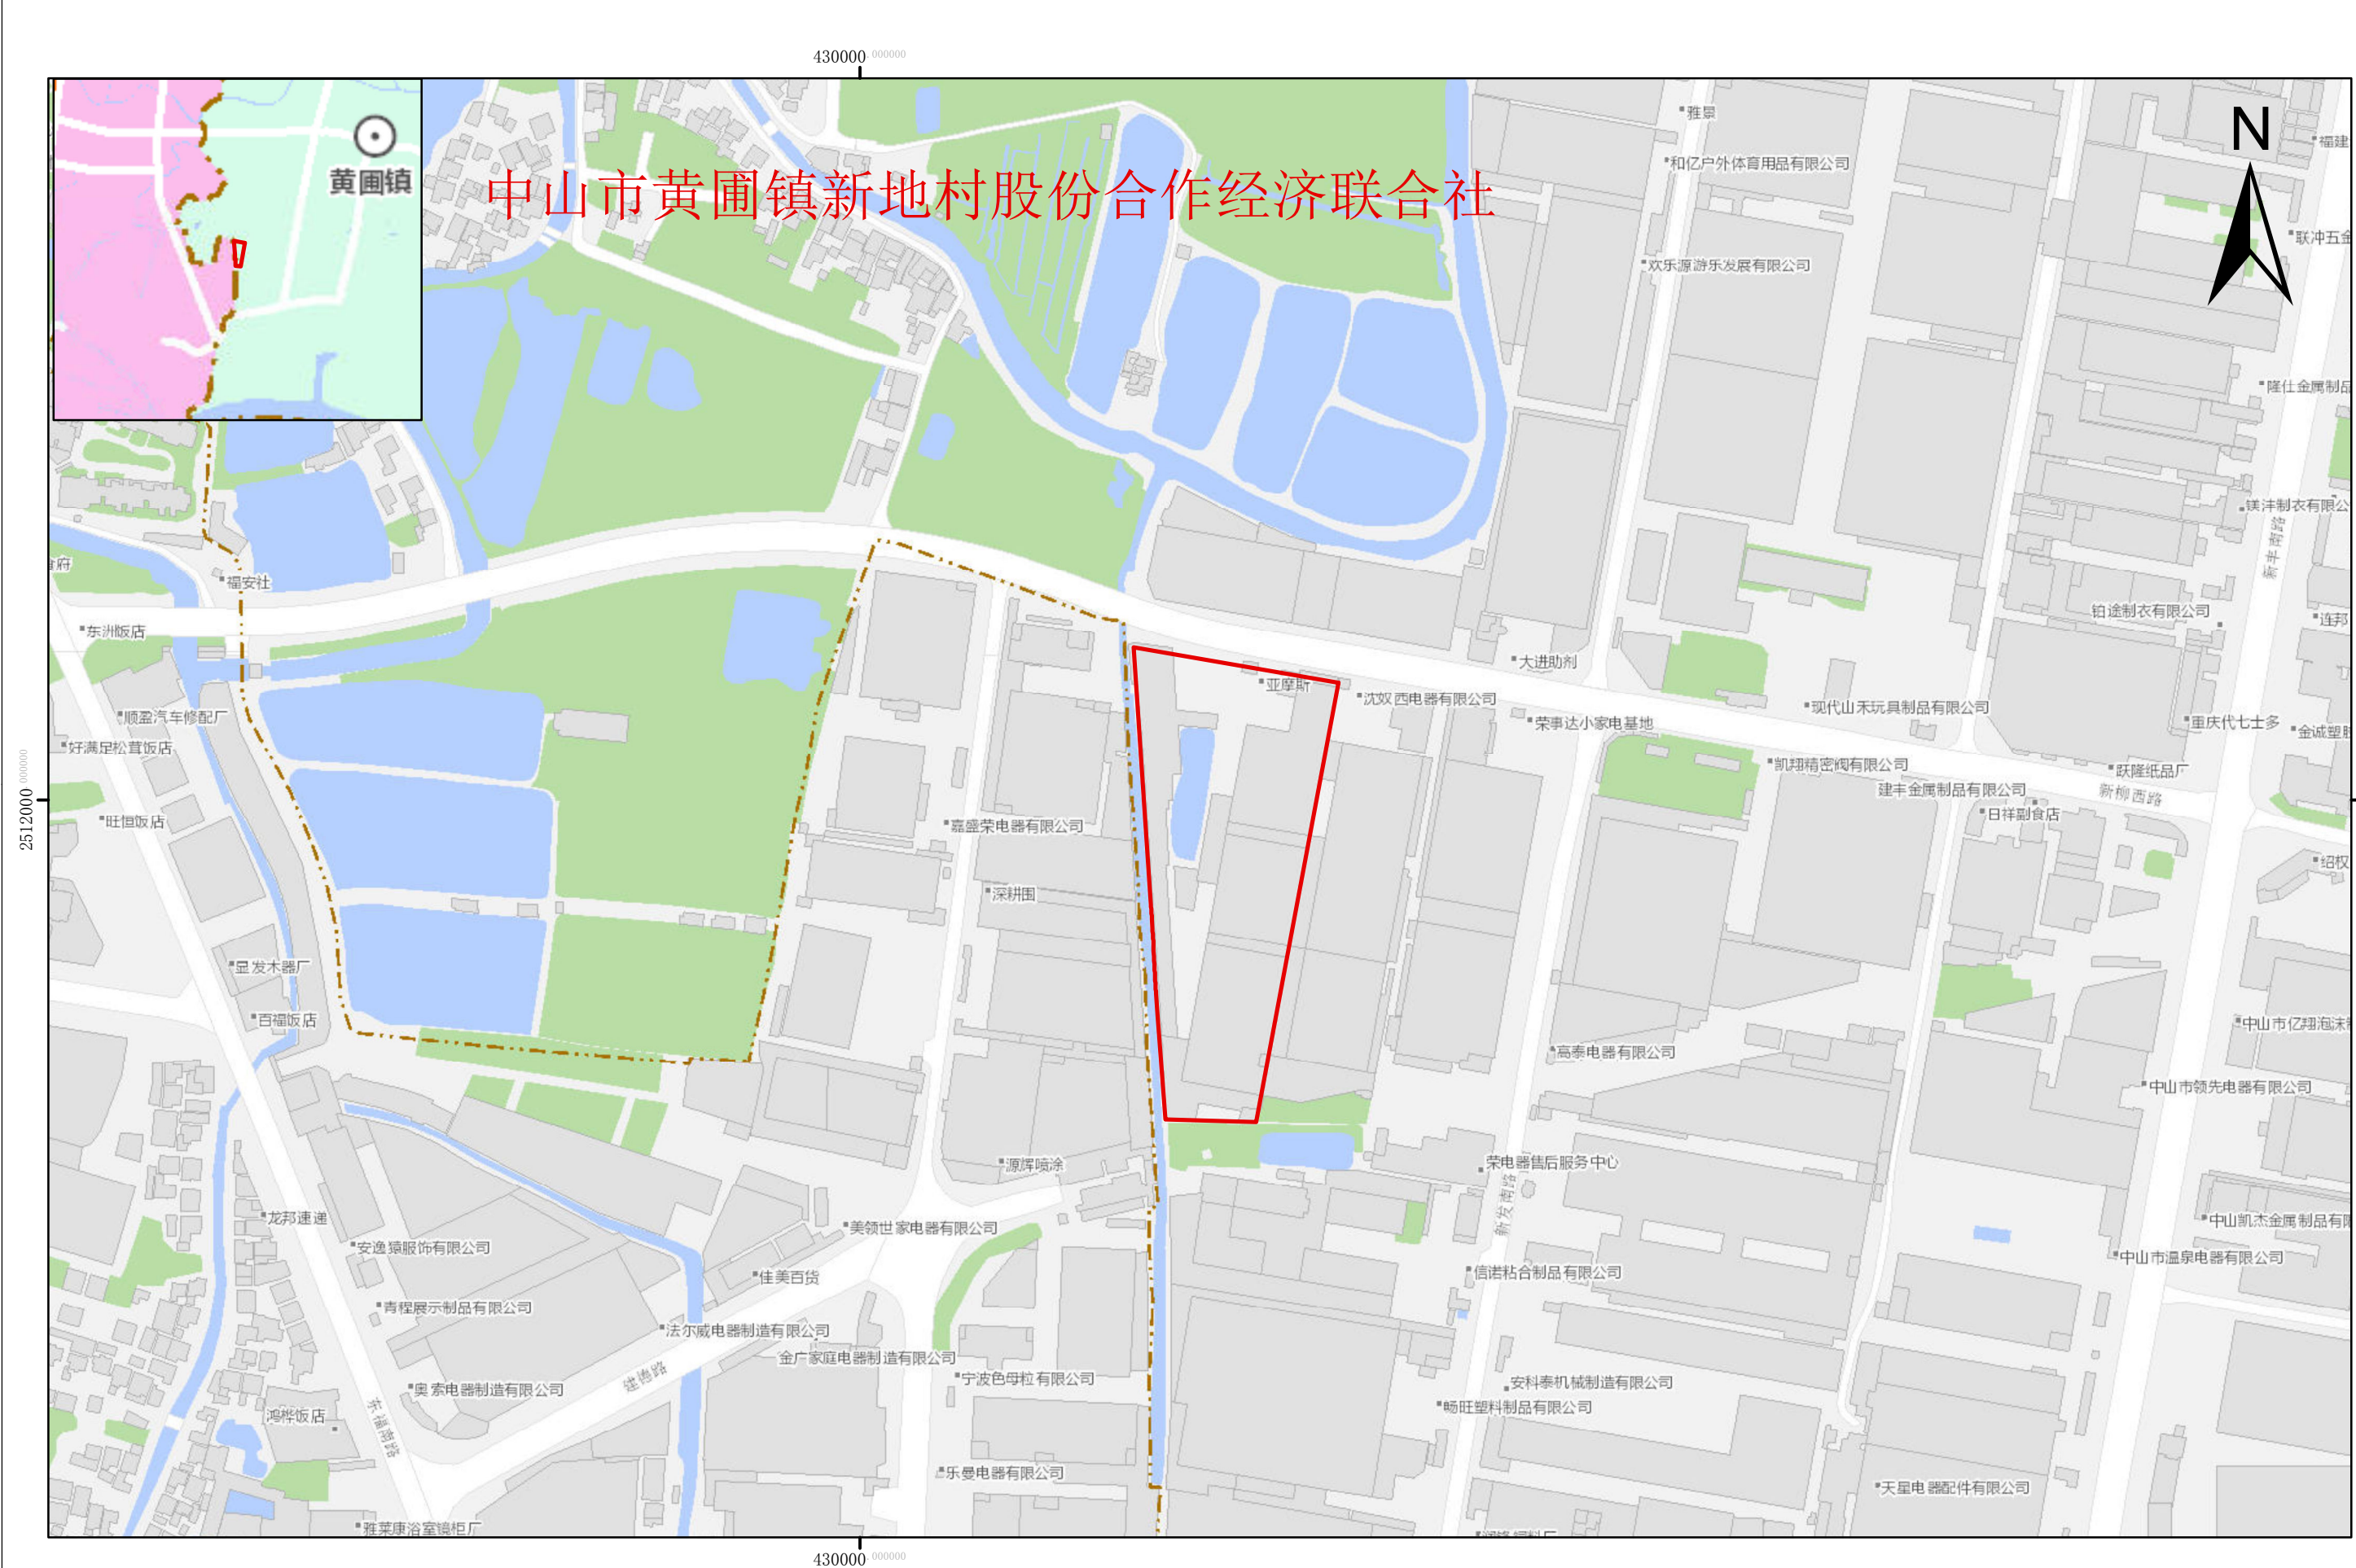 430000.000000
N
黄圃镇
中山市黄圃镇新地村股份合作经济联合社
雅景
和亿户外体育用品有限公司
福建
联冲五金
欢乐源游乐发展有限公司
隆仕金属制品
镁沣制衣有限公
新丰南路
福安社
铂途制衣有限公司
连邦
东洲饭店
大进助剂
亚摩斯
沈奴西电器有限公司
现代山禾玩具制品有限公司
顺盈汽车修配厂
荣事达小家电基地
重庆代七士多
金诚塑胶
好满足松茸饭店
凯翔精密阀有限公司
跃隆纸品厂
建丰金属制品有限公司
新柳西路
2512000.000000
旺恒饭店
嘉盛荣电器有限公司
日祥副食店
绍权
深耕围
显发木器厂
百福饭店
中山市亿翔泡沫
高泰电器有限公司
中山市领先电器有限公司
源辉喷涂
荣电器售后服务中心
新发南路
龙邦速递
美领世家电器有限公司
中山凯杰金属制品有限
安逸猿服饰有限公司
中山市温泉电器有限公司
佳美百货
信诺粘合制品有限公司
青程展示制品有限公司
法尔威电器制造有限公司
金广家庭电器制造有限公司
宁波色母粒有限公司
安科泰机械制造有限公司
奥索电器制造有限公司
畅旺塑料制品有限公司
鸿桦饭店
东福南路
乐曼电器有限公司
天星电器配件有限公司
雅莱康浴室镜柜厂
430000.000000